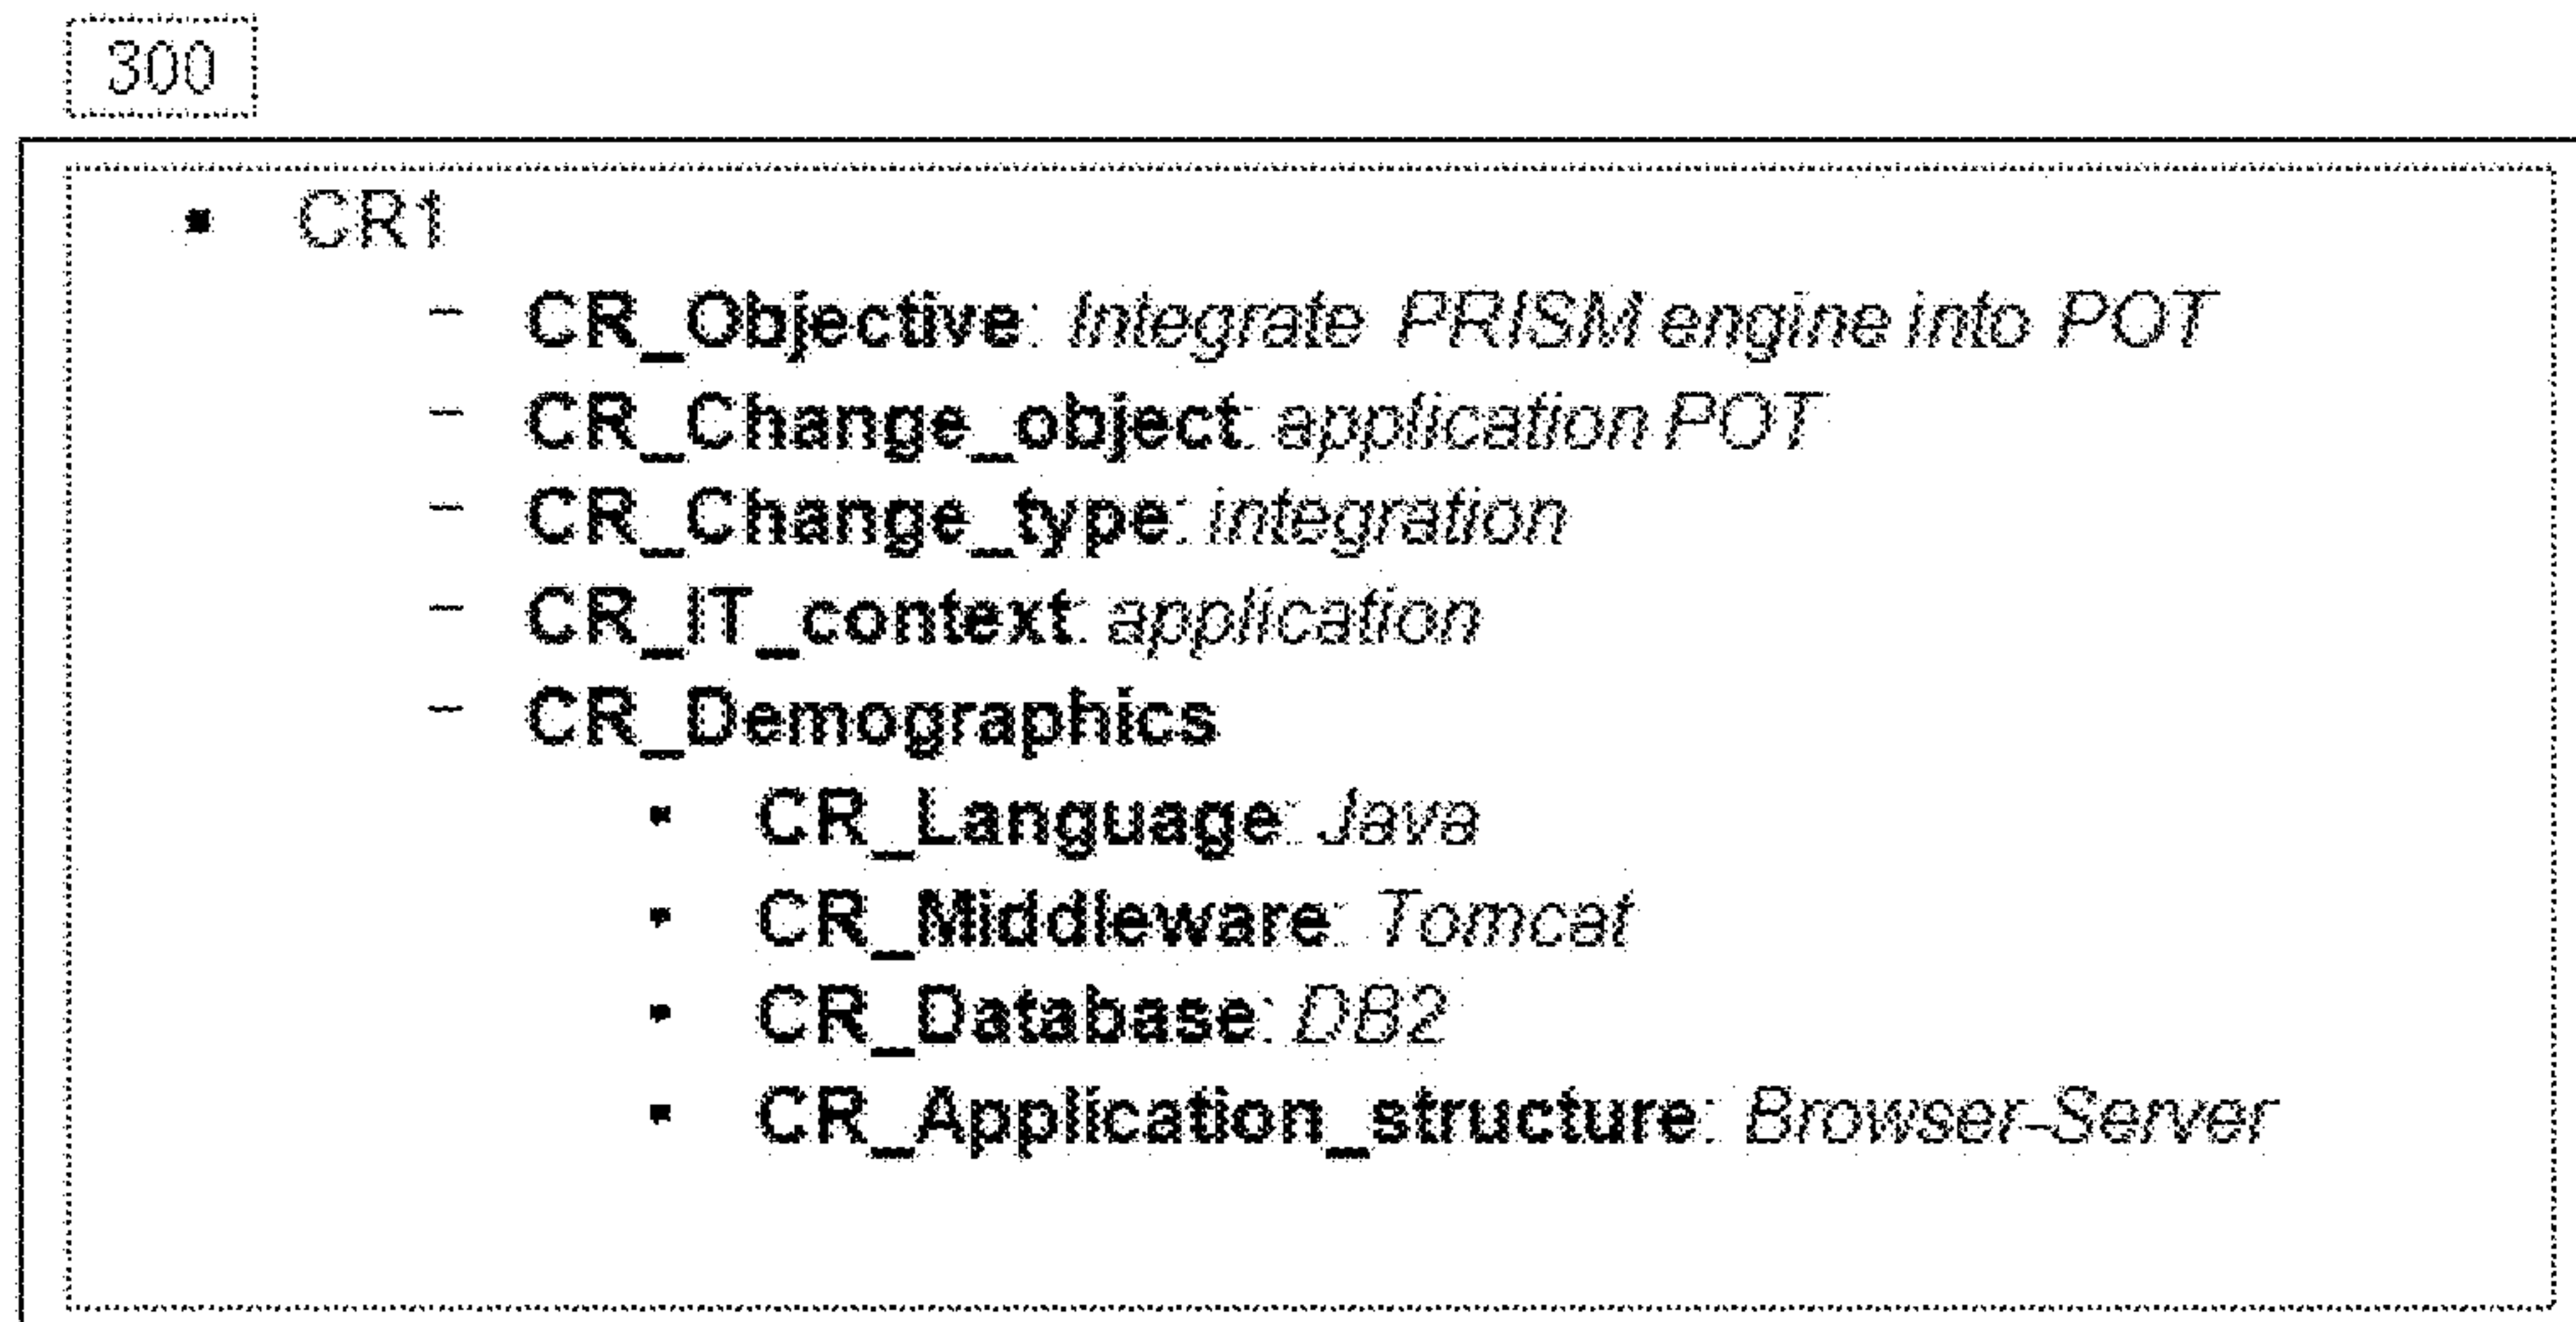 300
▪ CR1
– CR_Objective: Integrate PRISM engine into POT
– CR_Change_object: application POT
– CR_Change_type: integration
– CR_IT_context: application
– CR_Demographics
▪ CR_Language: Java
▪ CR_Middleware: Tomcat
▪ CR_Database: DB2
▪ CR_Application_structure: Browser-Server